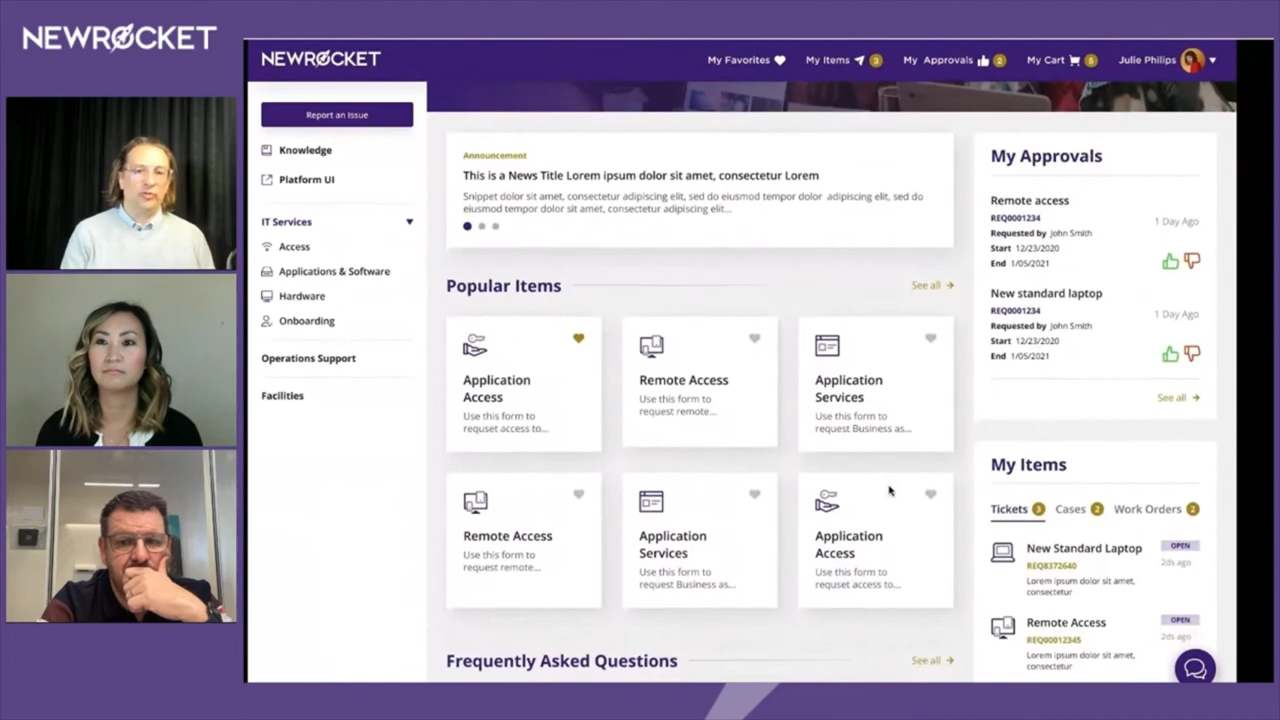 NEWROCKET
NEWROCKET
My Favorites
My Items 3
My Approvals 2
My Cart 6
Julie Philips
Report an Issue
Knowledge
Platform UI
IT Services
Access
Applications & Software
Hardware
Onboarding
Operations Support
Facilities
Announcement
This is a News Title Lorem ipsum dolor sit amet, consectetur Lorem
Snippet dolor sit amet, consectetur adipiscing elit, sed do eiusmod tempor dolor adipiscing elit, sed do
eiusmod tempor dolor sit amet, consectetur adipiscing elit...
Popular Items
See all
Application
Access
Use this form to
requset access to...
Remote Access
Use this form to
request remote...
Application
Services
Use this form to
request Business as...
Remote Access
Use this form to
request remote...
Application
Services
Use this form to
request Business as...
Application
Access
Use this form to
requset access to...
Frequently Asked Questions
See all
My Approvals
Remote access
REQ0001234
1 Day Ago
Requested by John Smith
Start 12/23/2020
End 1/05/2021
New standard laptop
REQ0001234
1 Day Ago
Requested by John Smith
Start 12/23/2020
End 1/05/2021
See all
My Items
Tickets 3 Cases 2 Work Orders 2
New Standard Laptop
OPEN
REQ8372640
2ds ago
Lorem ipsum dolor sit amet,
consectetur
Remote Access
OPEN
REQ00012345
2ds ago
Lorem ipsum dolor sit amet,
consectetur